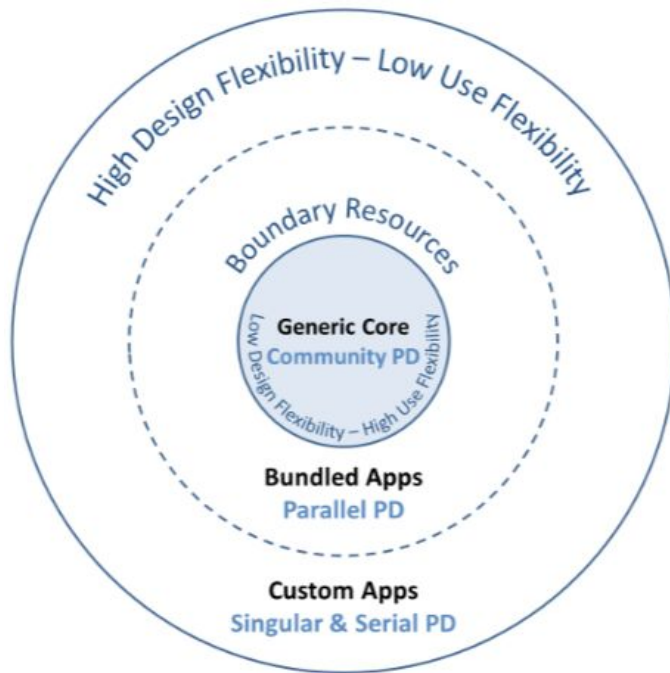 High Design Flexibility – Low Use Flexibility
Boundary Resources
Generic Core
Community PD
Low Design Flexibility – High Use Flexibility
Bundled Apps
Parallel PD
Custom Apps
Singular & Serial PD